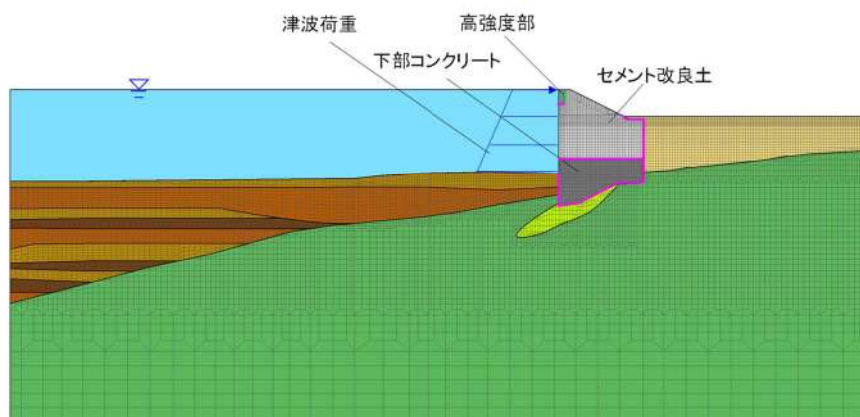 津波荷重
高強度部
下部コンクリート
セメント改良土